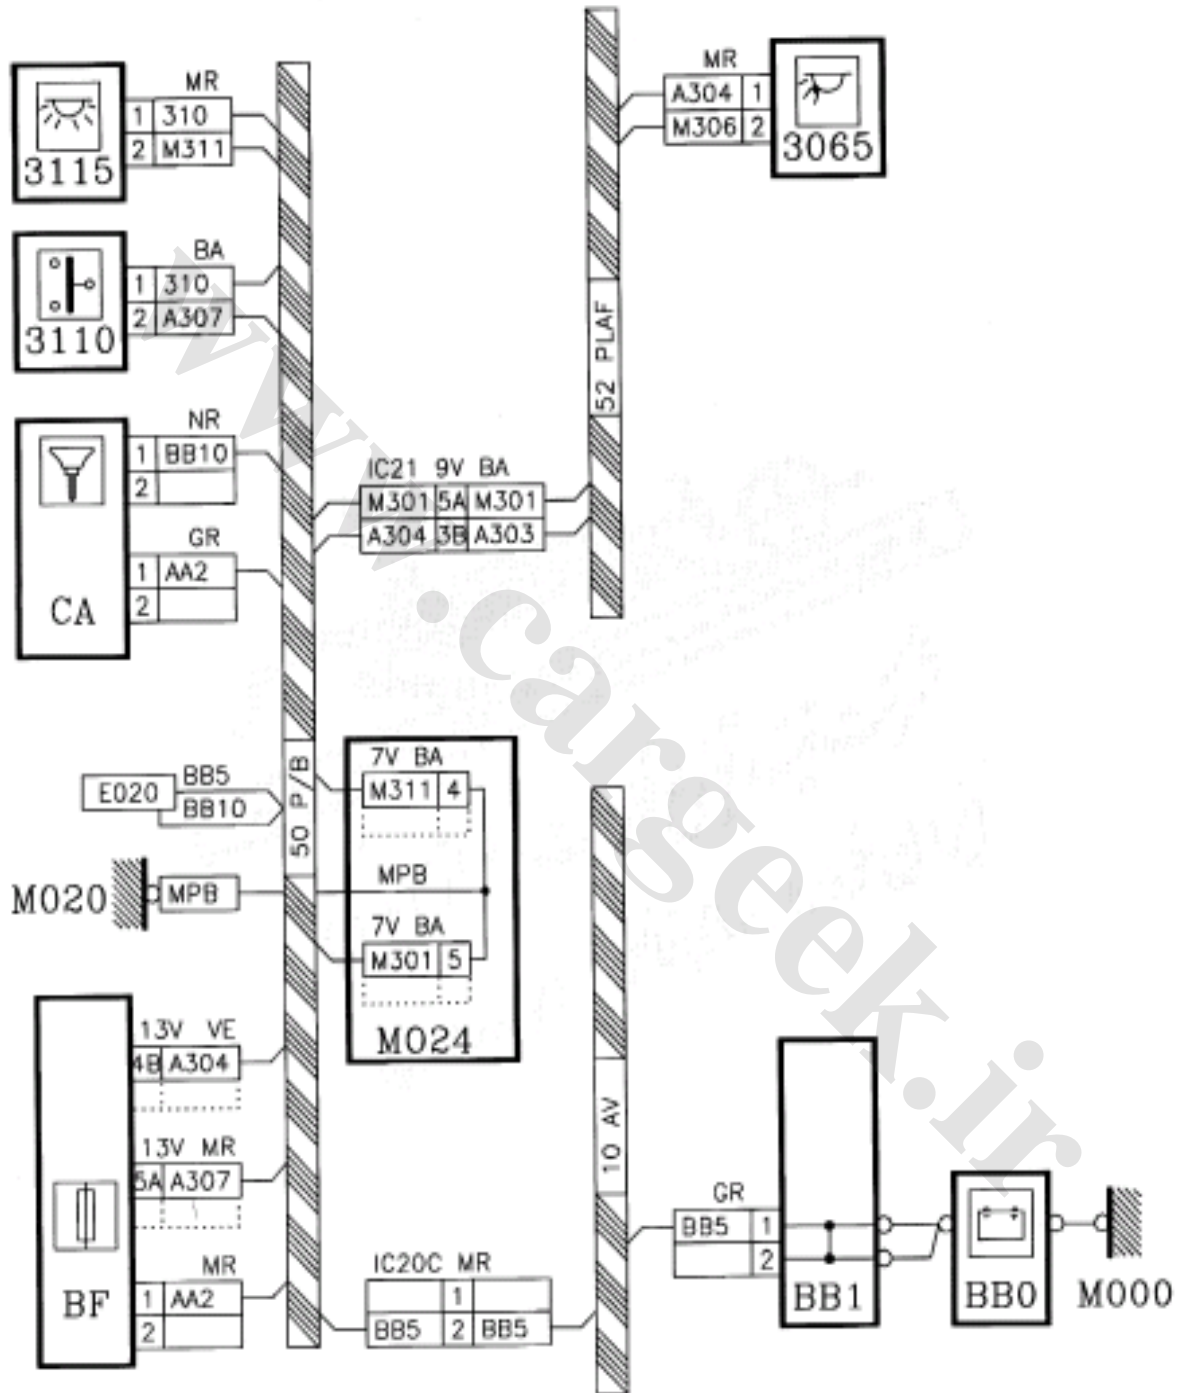 MR
1 310
2 M311
3115
MR
A304 1
M306 2
3065
BA
1 310
2 A307
3110
52 PLAF
NR
1 BB10
2
GR
1 AA2
2
CA
IC21 9V BA
M301 5A M301
A304 3B A303
50 P/B
E020
BB5
BB10
7V BA
M311 4
MPB
7V BA
M301 5
M024
M020
MPB
13V VE
4B A304
13V MR
5A A307
MR
1 AA2
2
BF
IC20C MR
1
BB5 2 BB5
10 AV
GR
BB5 1
2
BB1
BB0
M000
www.cargeek.ir